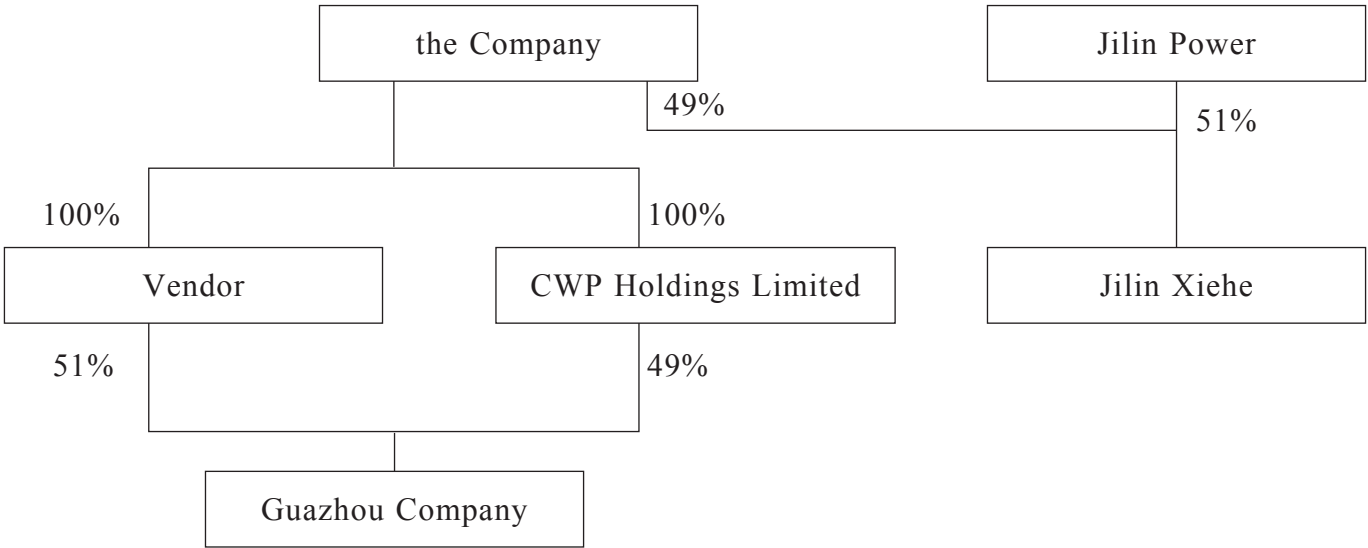 the Company
Jilin Power
49%
51%
100%
100%
Vendor
CWP Holdings Limited
Jilin Xiehe
51%
49%
Guazhou Company